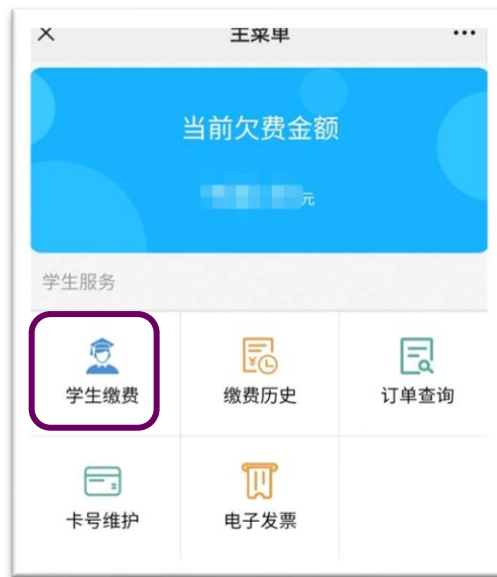 主菜单
当前欠费金额
元
学生服务
学生缴费
缴费历史
订单查询
卡号维护
电子发票